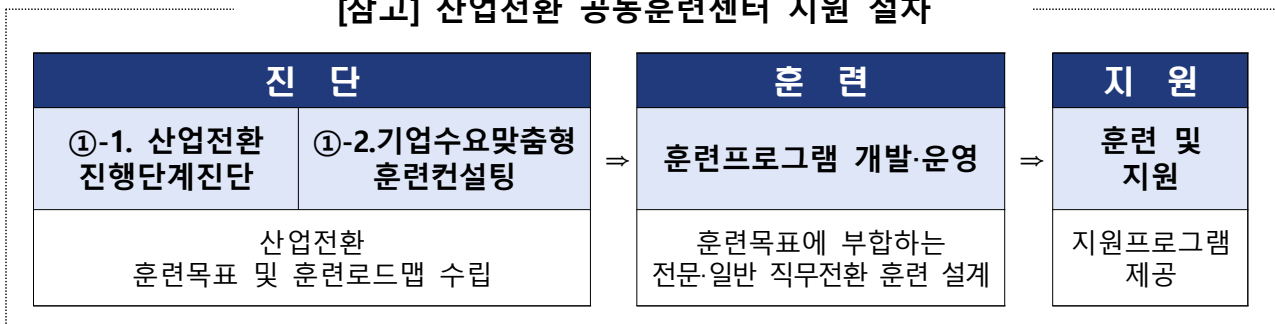 [참고] 산업전환 공동훈련센터 지원 절차
진 단
훈 련
지 원
①-1. 산업전환
진행단계진단
①-2.기업수요맞춤형
훈련컨설팅
⇒
훈련프로그램 개발·운영
⇒
훈련 및
지원
산업전환
훈련목표 및 훈련로드맵 수립
훈련목표에 부합하는
전문·일반 직무전환 훈련 설계
지원프로그램
제공